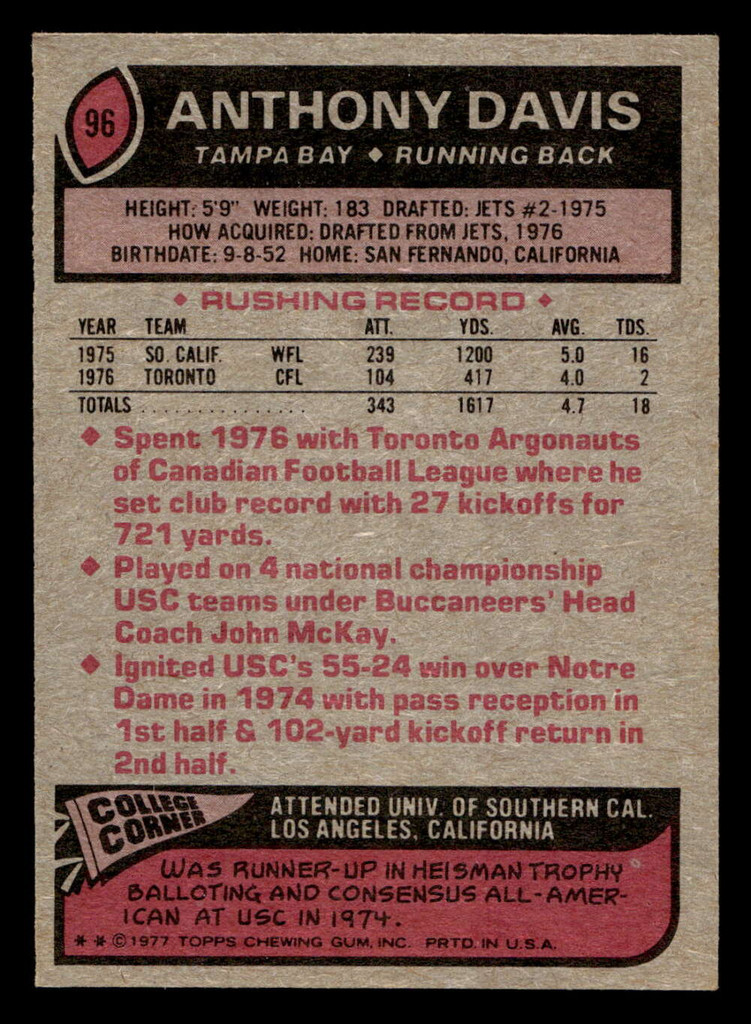 96
ANTHONY DAVIS
TAMPA BAY ◆ RUNNING BACK
HEIGHT: 5'9" WEIGHT: 183 DRAFTED: JETS #2-1975
HOW ACQUIRED: DRAFTED FROM JETS, 1976
BIRTHDATE: 9-8-52 HOME: SAN FERNANDO, CALIFORNIA
◆ RUSHING RECORD ◆
YEAR TEAM ATT. YDS. AVG. TDS.
1975 SO. CALIF. WFL 239 1200 5.0 16
1976 TORONTO CFL 104 417 4.0 2
TOTALS . . . . . . . . . . . . . . . . 343 1617 4.7 18
◆ Spent 1976 with Toronto Argonauts
of Canadian Football League where he
set club record with 27 kickoffs for
721 yards.
◆ Played on 4 national championship
USC teams under Buccaneers' Head
Coach John McKay.
◆ Ignited USC's 55-24 win over Notre
Dame in 1974 with pass reception in
1st half & 102-yard kickoff return in
2nd half.
COLLEGE
CORNER
ATTENDED UNIV. OF SOUTHERN CAL.
LOS ANGELES, CALIFORNIA
WAS RUNNER-UP IN HEISMAN TROPHY
BALLOTING AND CONSENSUS ALL-AMER-
ICAN AT USC IN 1974.
* * ©1977 TOPPS CHEWING GUM, INC. PRTD. IN U.S.A.